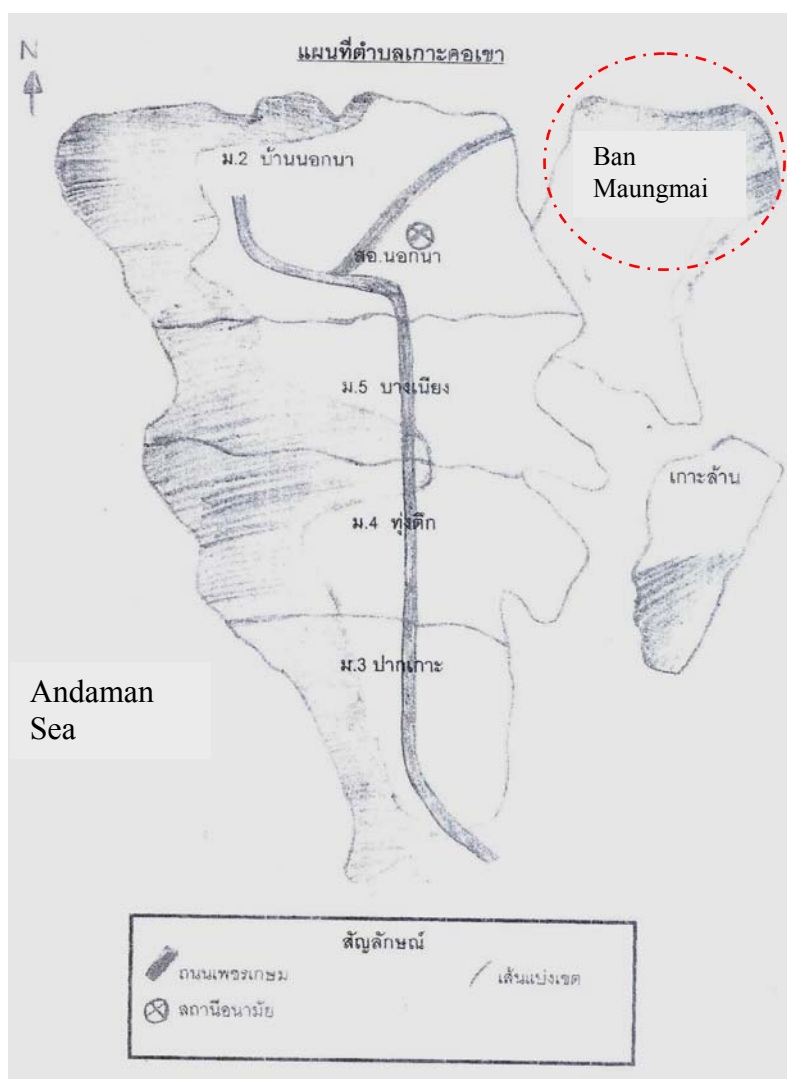 N
แผนที่ตำบลเกาะคอเขา
ม.2 บ้านนอกนา
Ban
Maungmai
สอ.นอกนา
ม.5 บางเนียง
เกาะล้าน
ม.4 ทุ่งตึก
ม.3 ปากเกาะ
Andaman
Sea
สัญลักษณ์
ถนนเพชรเกษม
เส้นแบ่งเขต
สถานีอนามัย